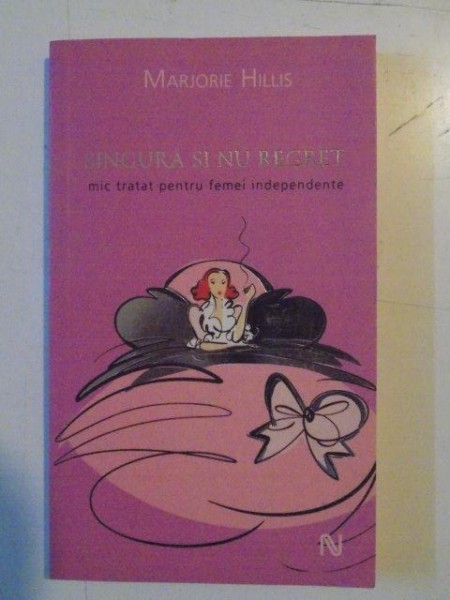 MARJORIE HILLIS
SINGURĂ ȘI NU REGRET
mic tratat pentru femei independente
N